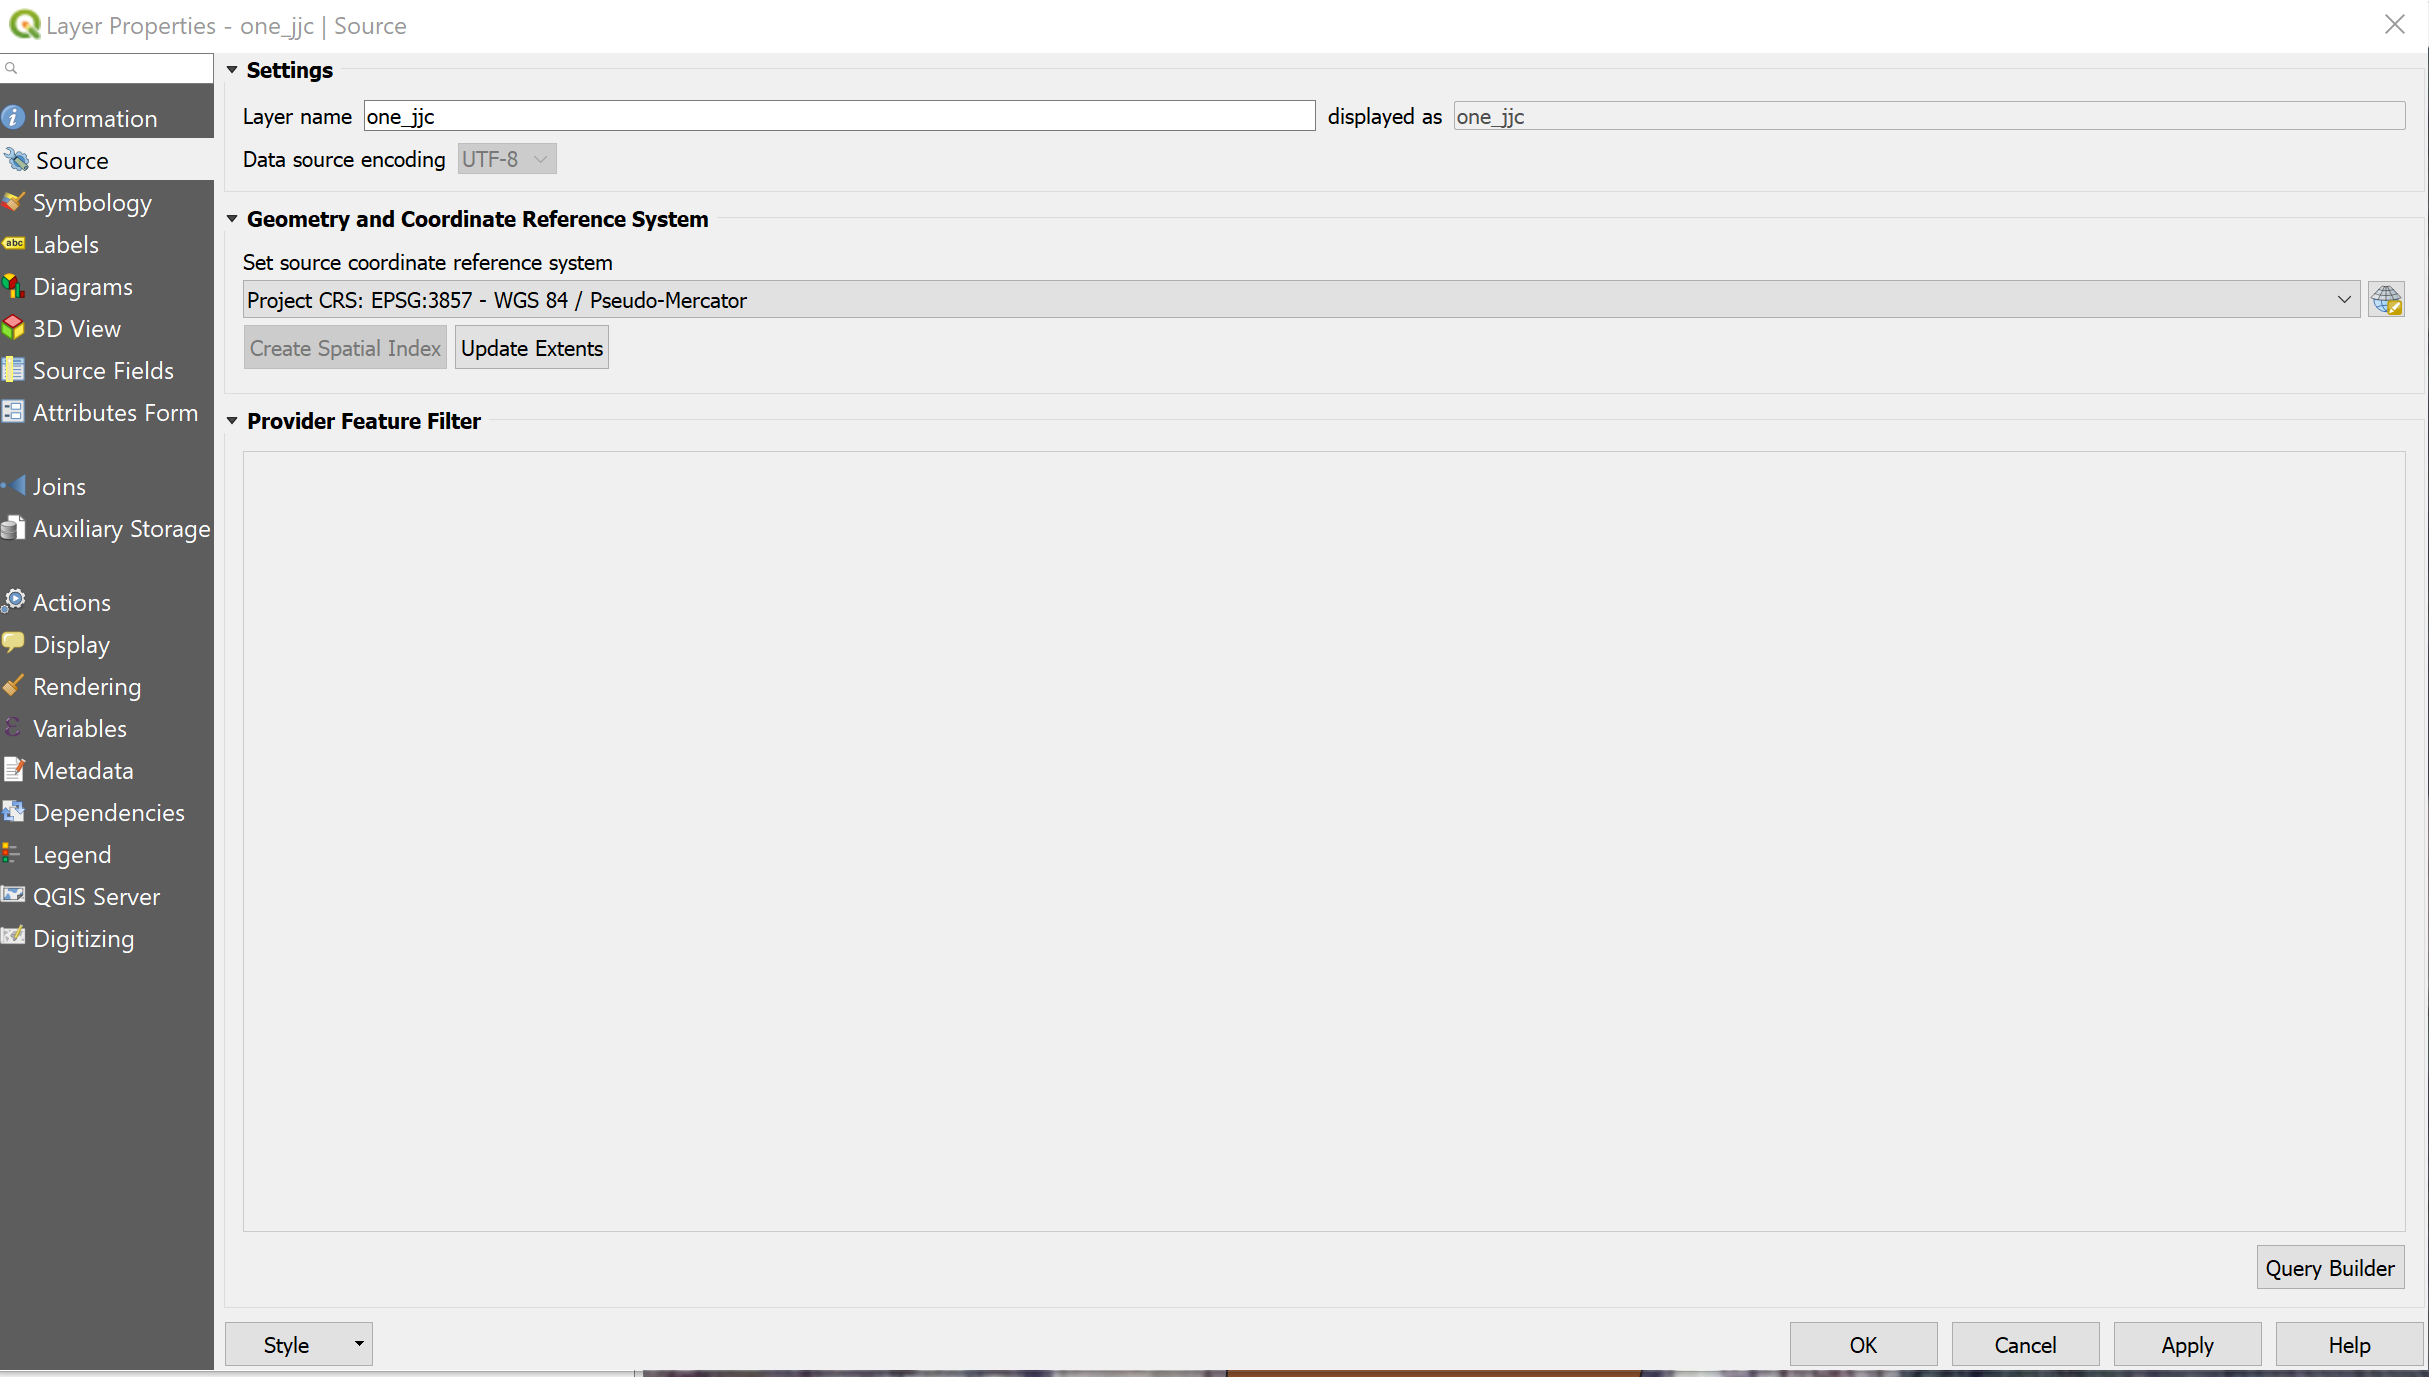 Layer Properties - one_jjc | Source
Information
Source
Symbology
abc Labels
Diagrams
3D View
Source Fields
Attributes Form
Joins
Auxiliary Storage
Actions
Display
Rendering
Variables
Metadata
Dependencies
Legend
QGIS Server
Digitizing
Settings
Layer name one_jjc displayed as one_jjc
Data source encoding UTF-8
Geometry and Coordinate Reference System
Set source coordinate reference system
Project CRS: EPSG:3857 - WGS 84 / Pseudo-Mercator
Create Spatial Index Update Extents
Provider Feature Filter
Query Builder
Style OK Cancel Apply Help